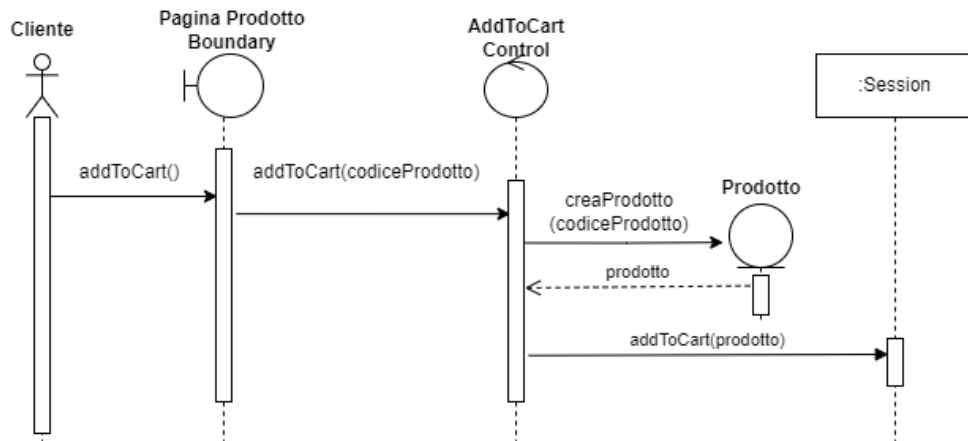 Cliente
Pagina Prodotto
Boundary
AddToCart
Control
:Session
addToCart()
addToCart(codiceProdotto)
creaProdotto
(codiceProdotto)
Prodotto
prodotto
addToCart(prodotto)